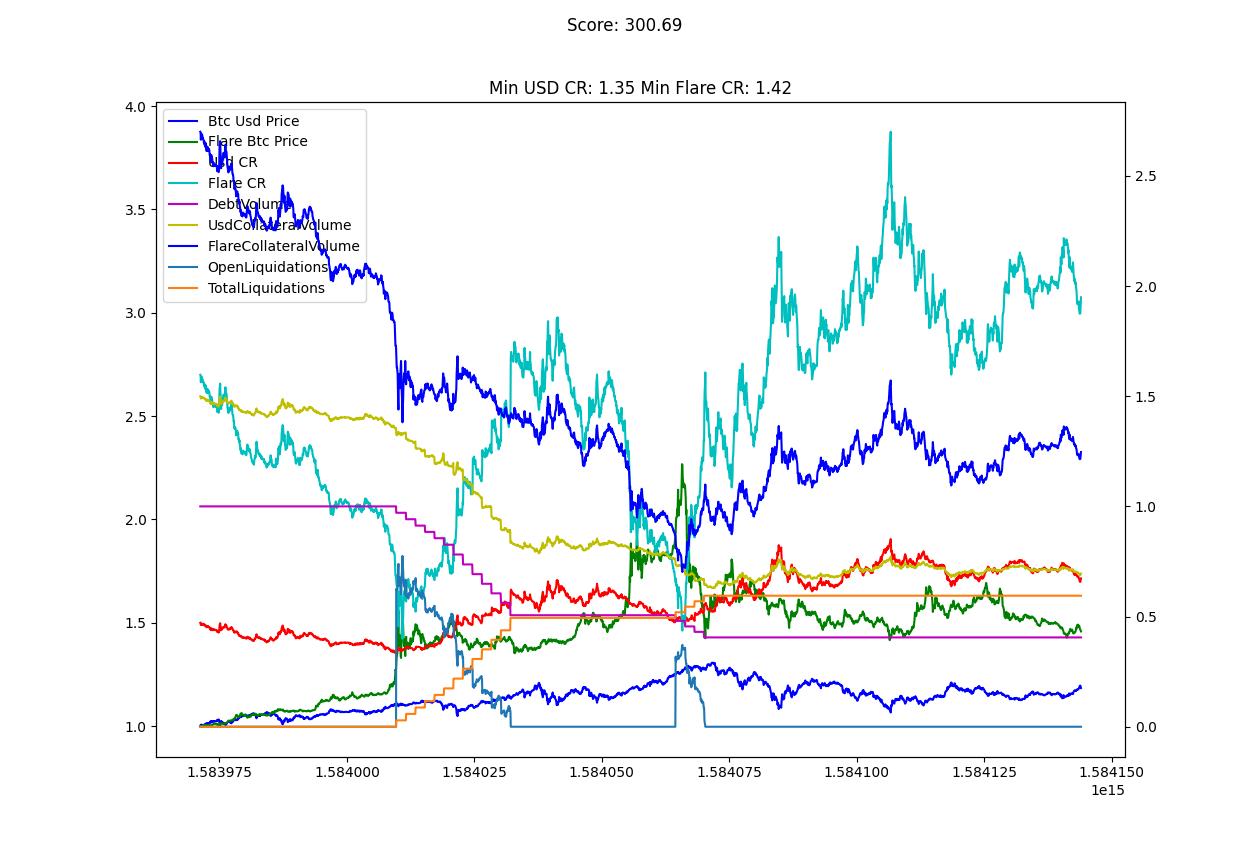 Score: 300.69
Min USD CR: 1.35 Min Flare CR: 1.42
Btc Usd Price
Flare Btc Price
Usd CR
Flare CR
DebtVolume
UsdCollateralVolume
FlareCollateralVolume
OpenLiquidations
TotalLiquidations
4.0
3.5
3.0
2.5
2.0
1.5
1.0
2.5
2.0
1.5
1.0
0.5
0.0
1.583975 1.584000 1.584025 1.584050 1.584075 1.584100 1.584125 1.584150
1e15